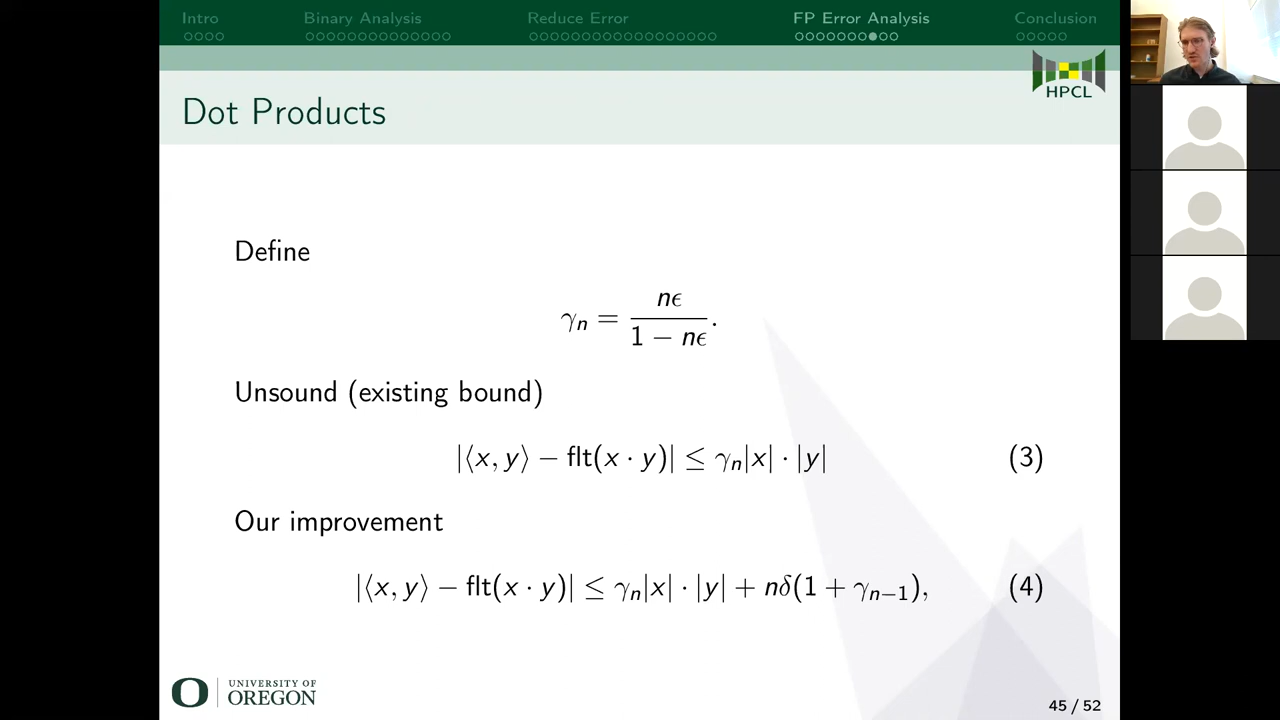 Intro Binary Analysis Reduce Error FP Error Analysis Conclusion
HPCL
Dot Products
Define
γₙ = nϵ / (1 − nϵ).
Unsound (existing bound)
|⟨x, y⟩ − flt(x · y)| ≤ γₙ|x| · |y| (3)
Our improvement
|⟨x, y⟩ − flt(x · y)| ≤ γₙ|x| · |y| + nδ(1 + γₙ₋₁), (4)
O UNIVERSITY OF
OREGON
45 / 52